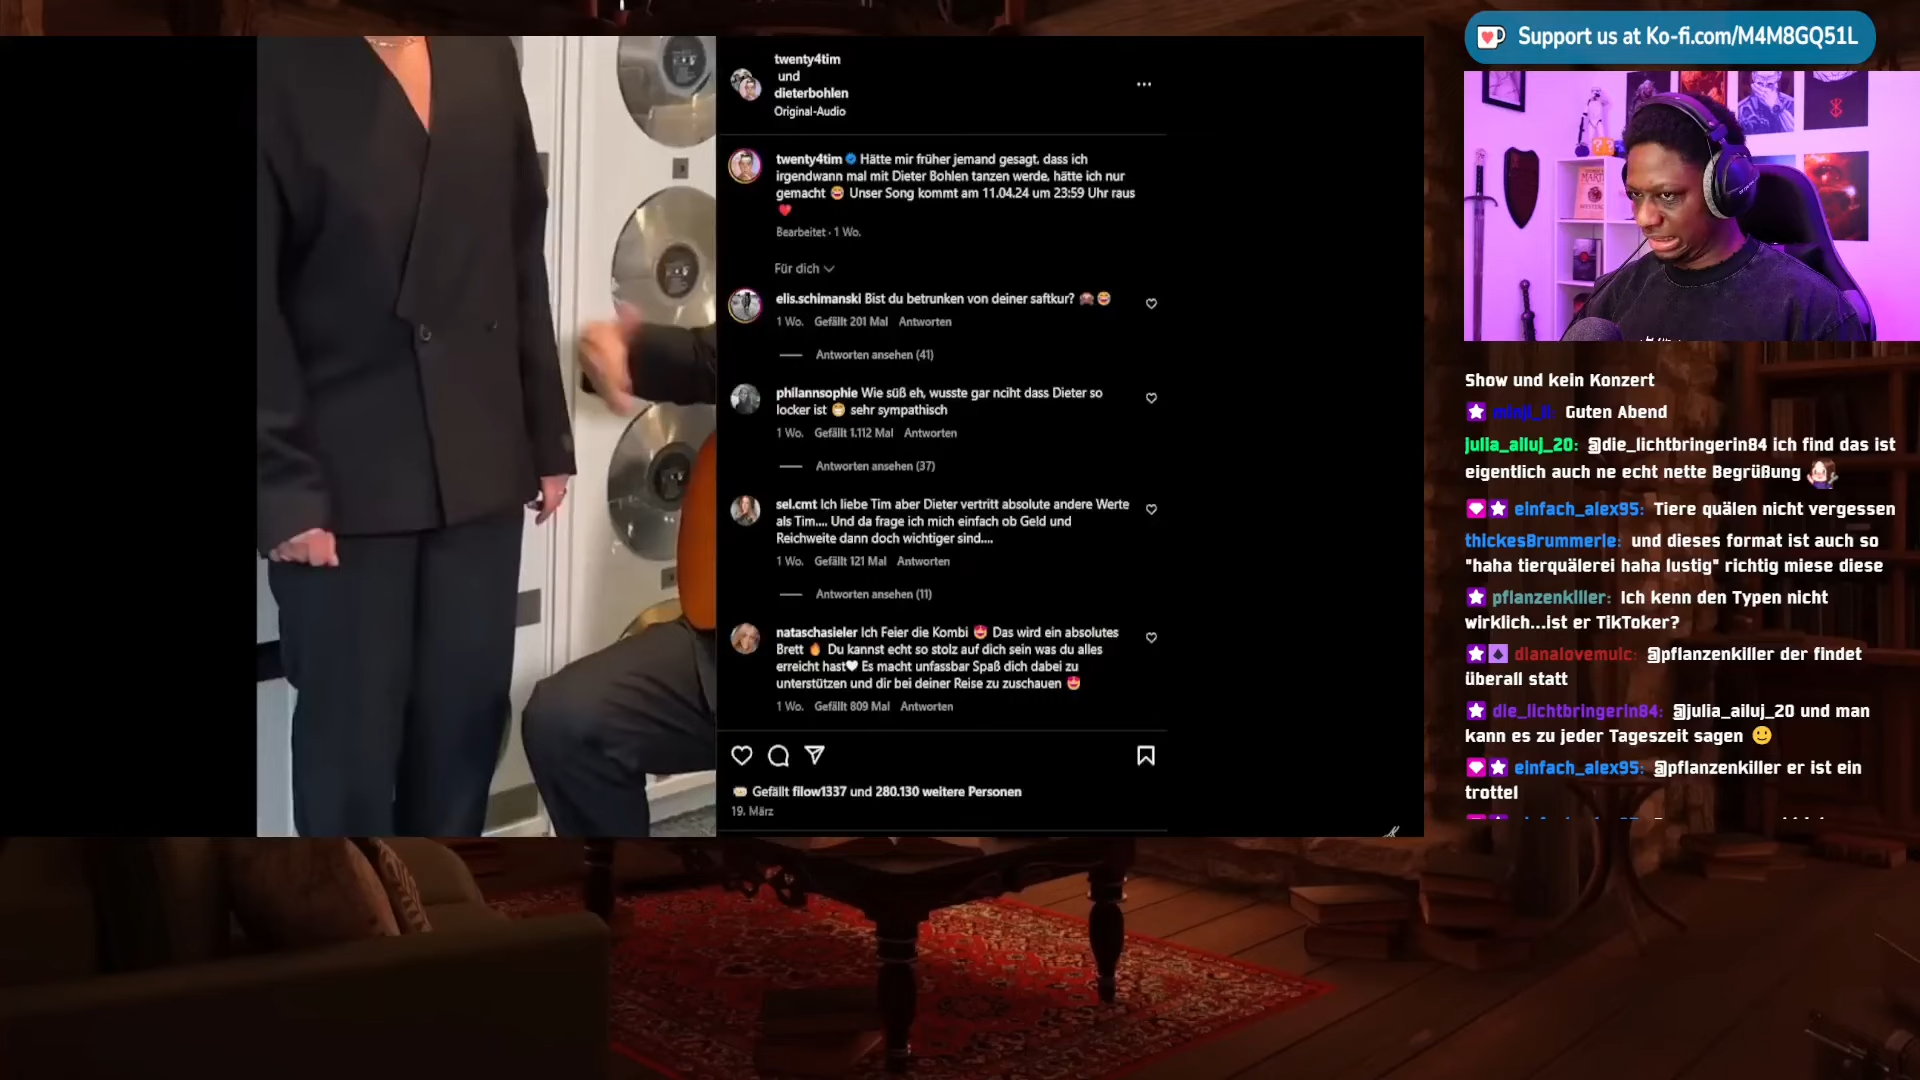 twenty4tim
und
dieterbohlen
Original-Audio
twenty4tim Hätte mir früher jemand gesagt, dass ich
irgendwann mal mit Dieter Bohlen tanzen werde, hätte ich nur
gemacht 😂 Unser Song kommt am 11.04.24 um 23:59 Uhr raus
❤️
Bearbeitet · 1 Wo.
Für dich
elis.schimanski Bist du betrunken von deiner saftkur? 🙈😂
1 Wo. Gefällt 201 Mal Antworten
Antworten ansehen (41)
philannsophie Wie süß eh, wusste gar nciht dass Dieter so
locker ist 😁 sehr sympathisch
1 Wo. Gefällt 1.112 Mal Antworten
Antworten ansehen (37)
sel.cmt Ich liebe Tim aber Dieter vertritt absolute andere Werte
als Tim.... Und da frage ich mich einfach ob Geld und
Reichweite dann doch wichtiger sind....
1 Wo. Gefällt 121 Mal Antworten
Antworten ansehen (11)
nataschasieler Ich Feier die Kombi 😍 Das wird ein absolutes
Brett 🔥 Du kannst echt so stolz auf dich sein was du alles
erreicht hast🤍 Es macht unfassbar Spaß dich dabei zu
unterstützen und dir bei deiner Reise zu zuschauen 😍
1 Wo. Gefällt 809 Mal Antworten
Gefällt filow1337 und 280.130 weitere Personen
19. März
Support us at Ko-fi.com/M4M8GQ51L
Show und kein Konzert
Guten Abend
julia_ailuj_20: @die_lichtbringerin84 ich find das ist
eigentlich auch ne echt nette Begrüßung
einfach_alex95: Tiere quälen nicht vergessen
thickesBrummerle: und dieses format ist auch so
"haha tierquälerei haha lustig" richtig miese diese
pflanzenkiller: Ich kenn den Typen nicht
wirklich...ist er TikToker?
dianalovemulc: @pflanzenkiller der findet
überall statt
die_lichtbringerin84: @julia_ailuj_20 und man
kann es zu jeder Tageszeit sagen 🙂
einfach_alex95: @pflanzenkiller er ist ein
trottel